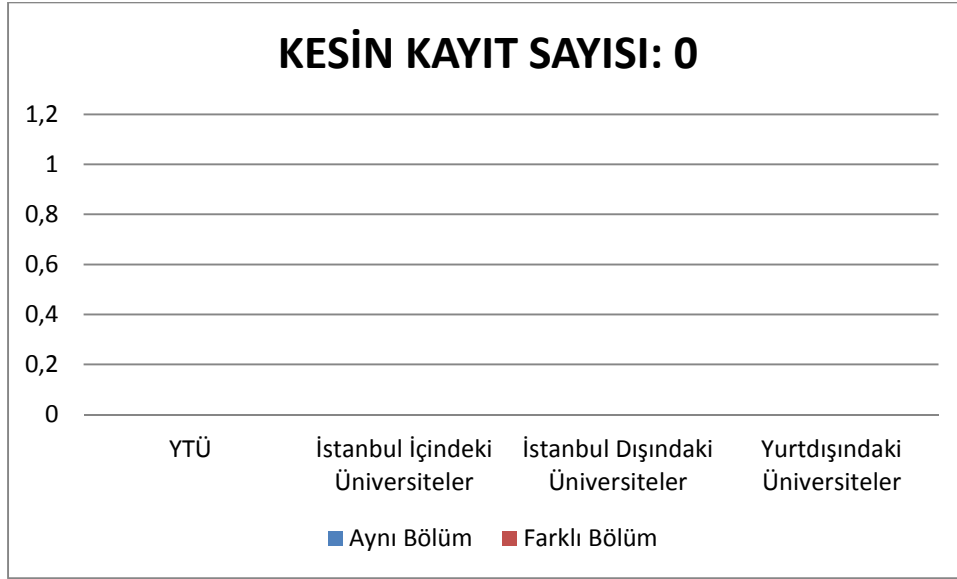 KESİN KAYIT SAYISI: 0
1,2
1
0,8
0,6
0,4
0,2
0
YTÜ
İstanbul İçindeki
Üniversiteler
İstanbul Dışındaki
Üniversiteler
Yurtdışındaki
Üniversiteler
Aynı Bölüm
Farklı Bölüm